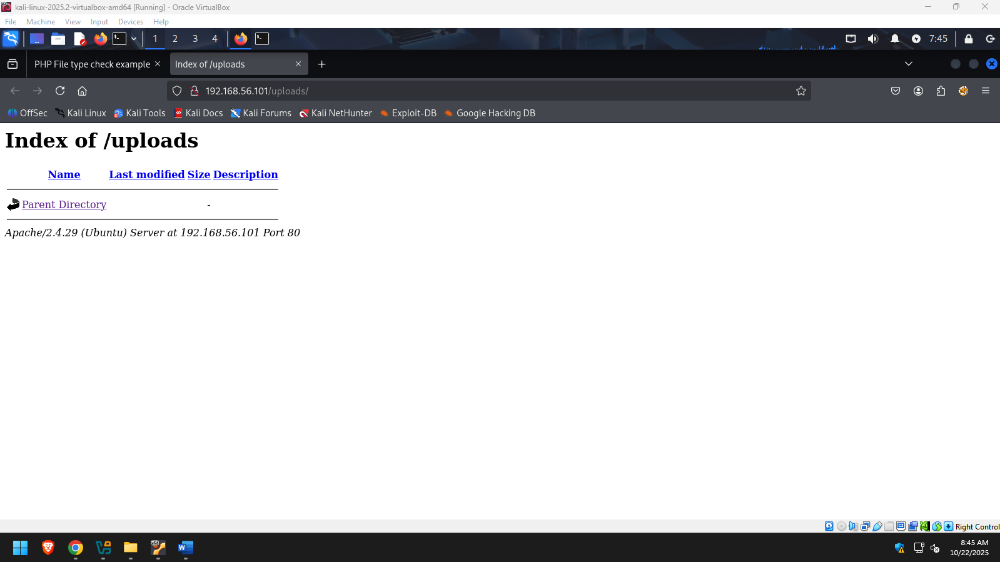 kali-linux-2025.2-virtualbox-amd64 [Running] - Oracle VirtualBox
File Machine View Input Devices Help
1 2 3 4 7:45
PHP File type check example Index of /uploads
192.168.56.101/uploads/
OffSec Kali Linux Kali Tools Kali Docs Kali Forums Kali NetHunter Exploit-DB Google Hacking DB
Index of /uploads
Name Last modified Size Description
Parent Directory -
Apache/2.4.29 (Ubuntu) Server at 192.168.56.101 Port 80
Right Control
8:45 AM
10/22/2025